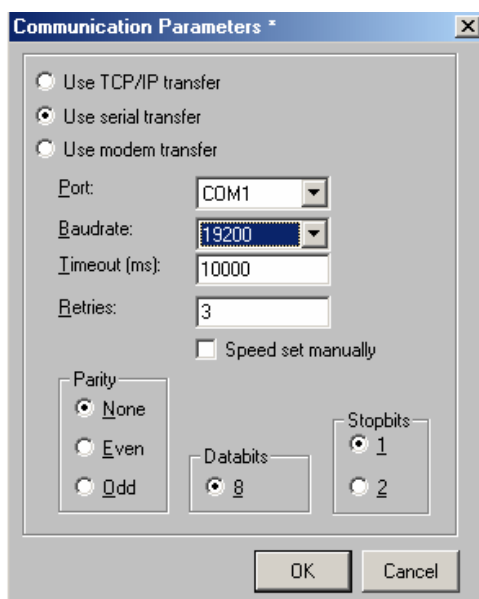 Communication Parameters *
Use TCP/IP transfer
Use serial transfer
Use modem transfer
Port: COM1
Baudrate: 19200
Timeout (ms): 10000
Retries: 3
Speed set manually
Parity
None
Even
Odd
Databits
8
Stopbits
1
2
OK Cancel